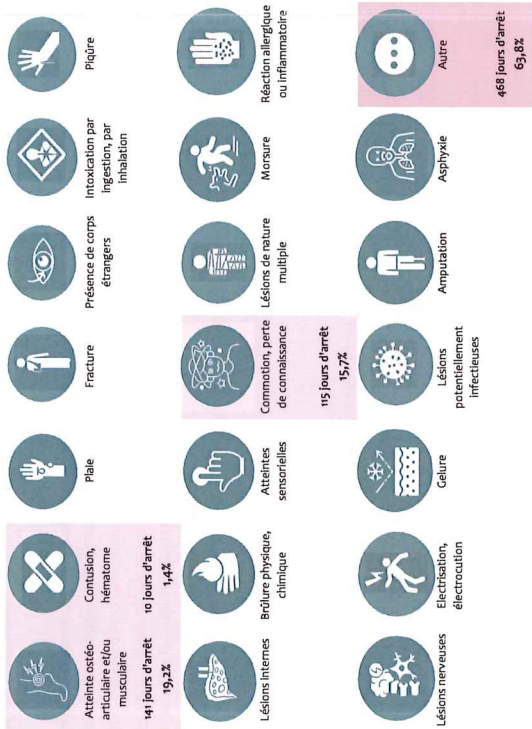 Atteinte ostéo-
articulaire et/ou
musculaire
141 jours d'arrêt
19,2%
Contusion,
hématome
10 jours d'arrêt
1,4%
Plaie
Fracture
Présence de corps
étrangers
Intoxication par
ingestion, par
inhalation
Piqûre
Lésions internes
Brûlure physique,
chimique
Atteintes
sensorielles
Commotion, perte
de connaissance
115 jours d'arrêt
15,7%
Lésions de nature
multiple
Morsure
Réaction allergique
ou inflammatoire
Lésions nerveuses
Electrisation,
électrocution
Gelure
Lésions
potentiellement
infectieuses
Amputation
Asphyxie
Autre
468 jours d'arrêt
63,8%